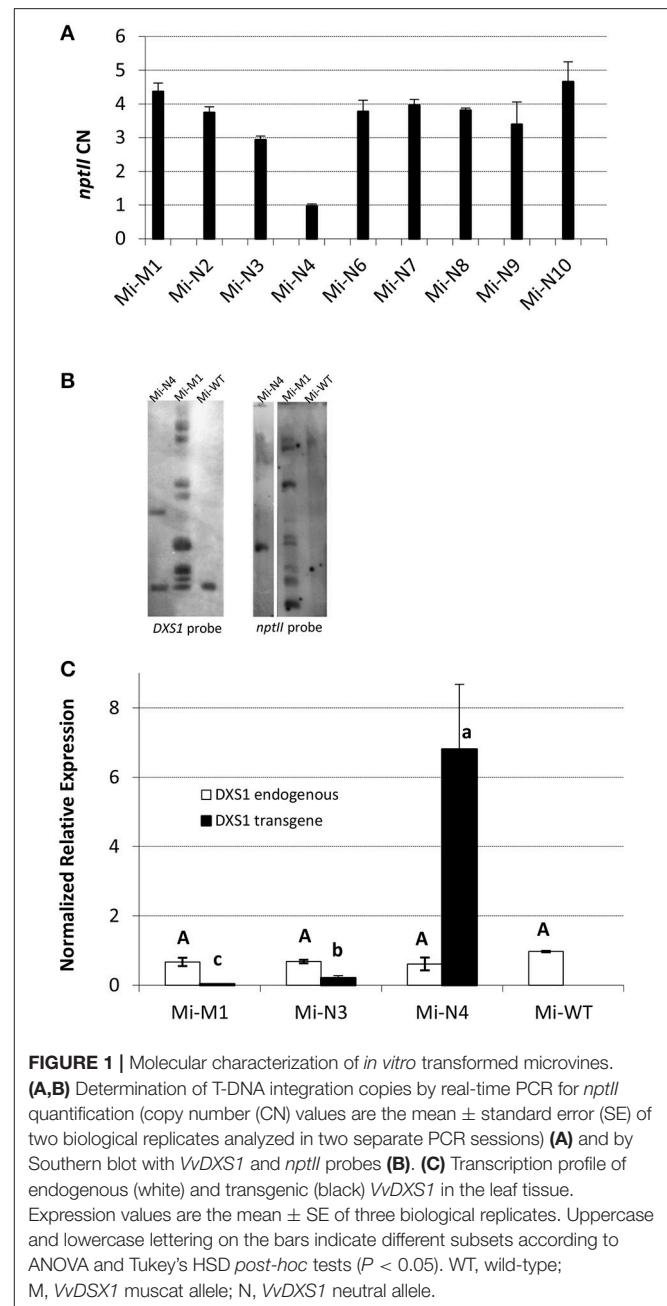 A
6
5
4
3
2
1
0
nptII CN
Mi-M1
Mi-N2
Mi-N3
Mi-N4
Mi-N6
Mi-N7
Mi-N8
Mi-N9
Mi-N10
B
Mi-N4
Mi-M1
Mi-WT
Mi-N4
Mi-M1
Mi-WT
DXS1 probe
nptII probe
C
Normalized Relative Expression
8
6
4
2
0
DXS1 endogenous
DXS1 transgene
A
c
A
b
A
a
A
Mi-M1
Mi-N3
Mi-N4
Mi-WT
FIGURE 1 | Molecular characterization of in vitro transformed microvines.
(A,B) Determination of T-DNA integration copies by real-time PCR for nptII
quantification (copy number (CN) values are the mean ± standard error (SE) of
two biological replicates analyzed in two separate PCR sessions) (A) and by
Southern blot with VvDXS1 and nptII probes (B). (C) Transcription profile of
endogenous (white) and transgenic (black) VvDXS1 in the leaf tissue.
Expression values are the mean ± SE of three biological replicates. Uppercase
and lowercase lettering on the bars indicate different subsets according to
ANOVA and Tukey's HSD post-hoc tests (P < 0.05). WT, wild-type;
M, VvDSX1 muscat allele; N, VvDXS1 neutral allele.